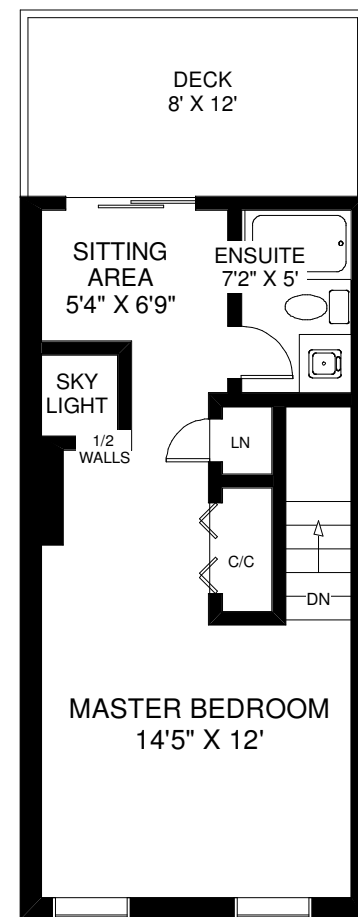 DECK
8' X 12'
SITTING
AREA
5'4" X 6'9"
ENSUITE
7'2" X 5'
SKY
LIGHT
1/2
WALLS
LN
C/C
DN
MASTER BEDROOM
14'5" X 12'